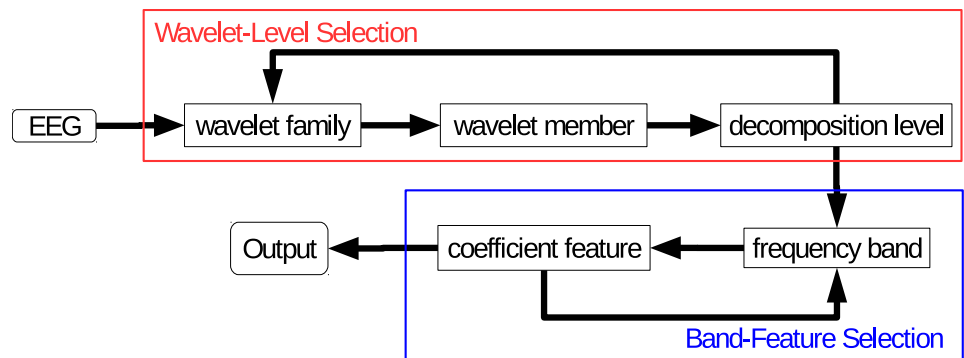 Wavelet-Level Selection
EEG
wavelet family
wavelet member
decomposition level
Output
coefficient feature
frequency band
Band-Feature Selection